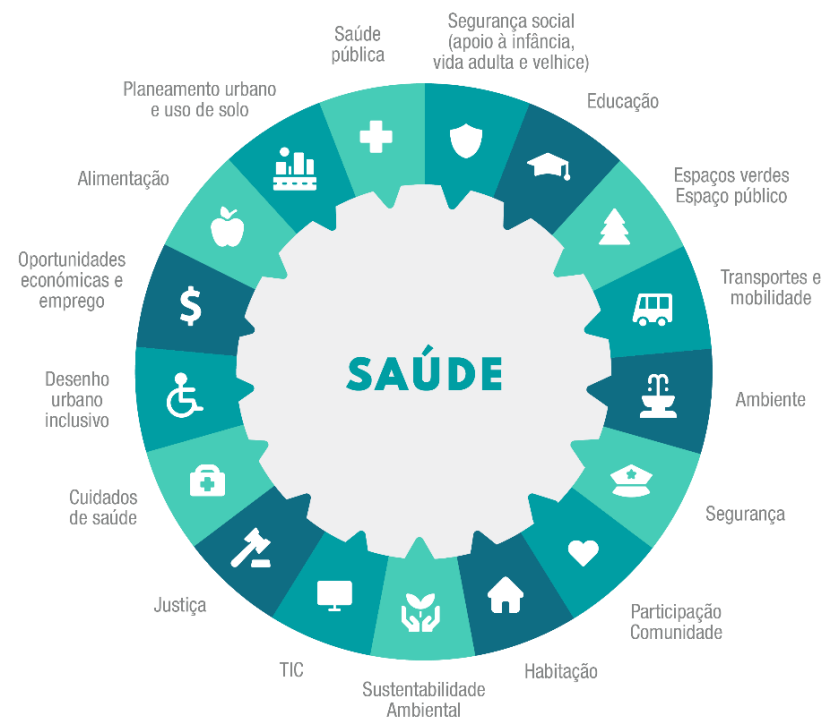 Saúde
pública
Segurança social
(apoio à infância,
vida adulta e velhice)
Educação
Espaços verdes
Espaço público
Transportes e
mobilidade
Ambiente
Segurança
Participação
Comunidade
Habitação
Sustentabilidade
Ambiental
TIC
Justiça
Cuidados
de saúde
Desenho
urbano
inclusivo
Oportunidades
económicas e
emprego
Alimentação
Planeamento urbano
e uso de solo
$
SAÚDE